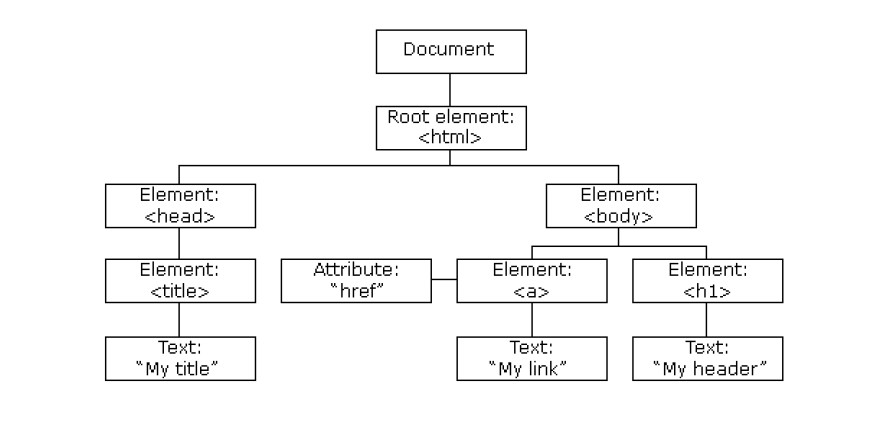 Document
Root element:
<html>
Element:
<head>
Element:
<body>
Element:
<title>
Attribute:
“href”
Element:
<a>
Element:
<h1>
Text:
“My title”
Text:
“My link”
Text:
“My header”